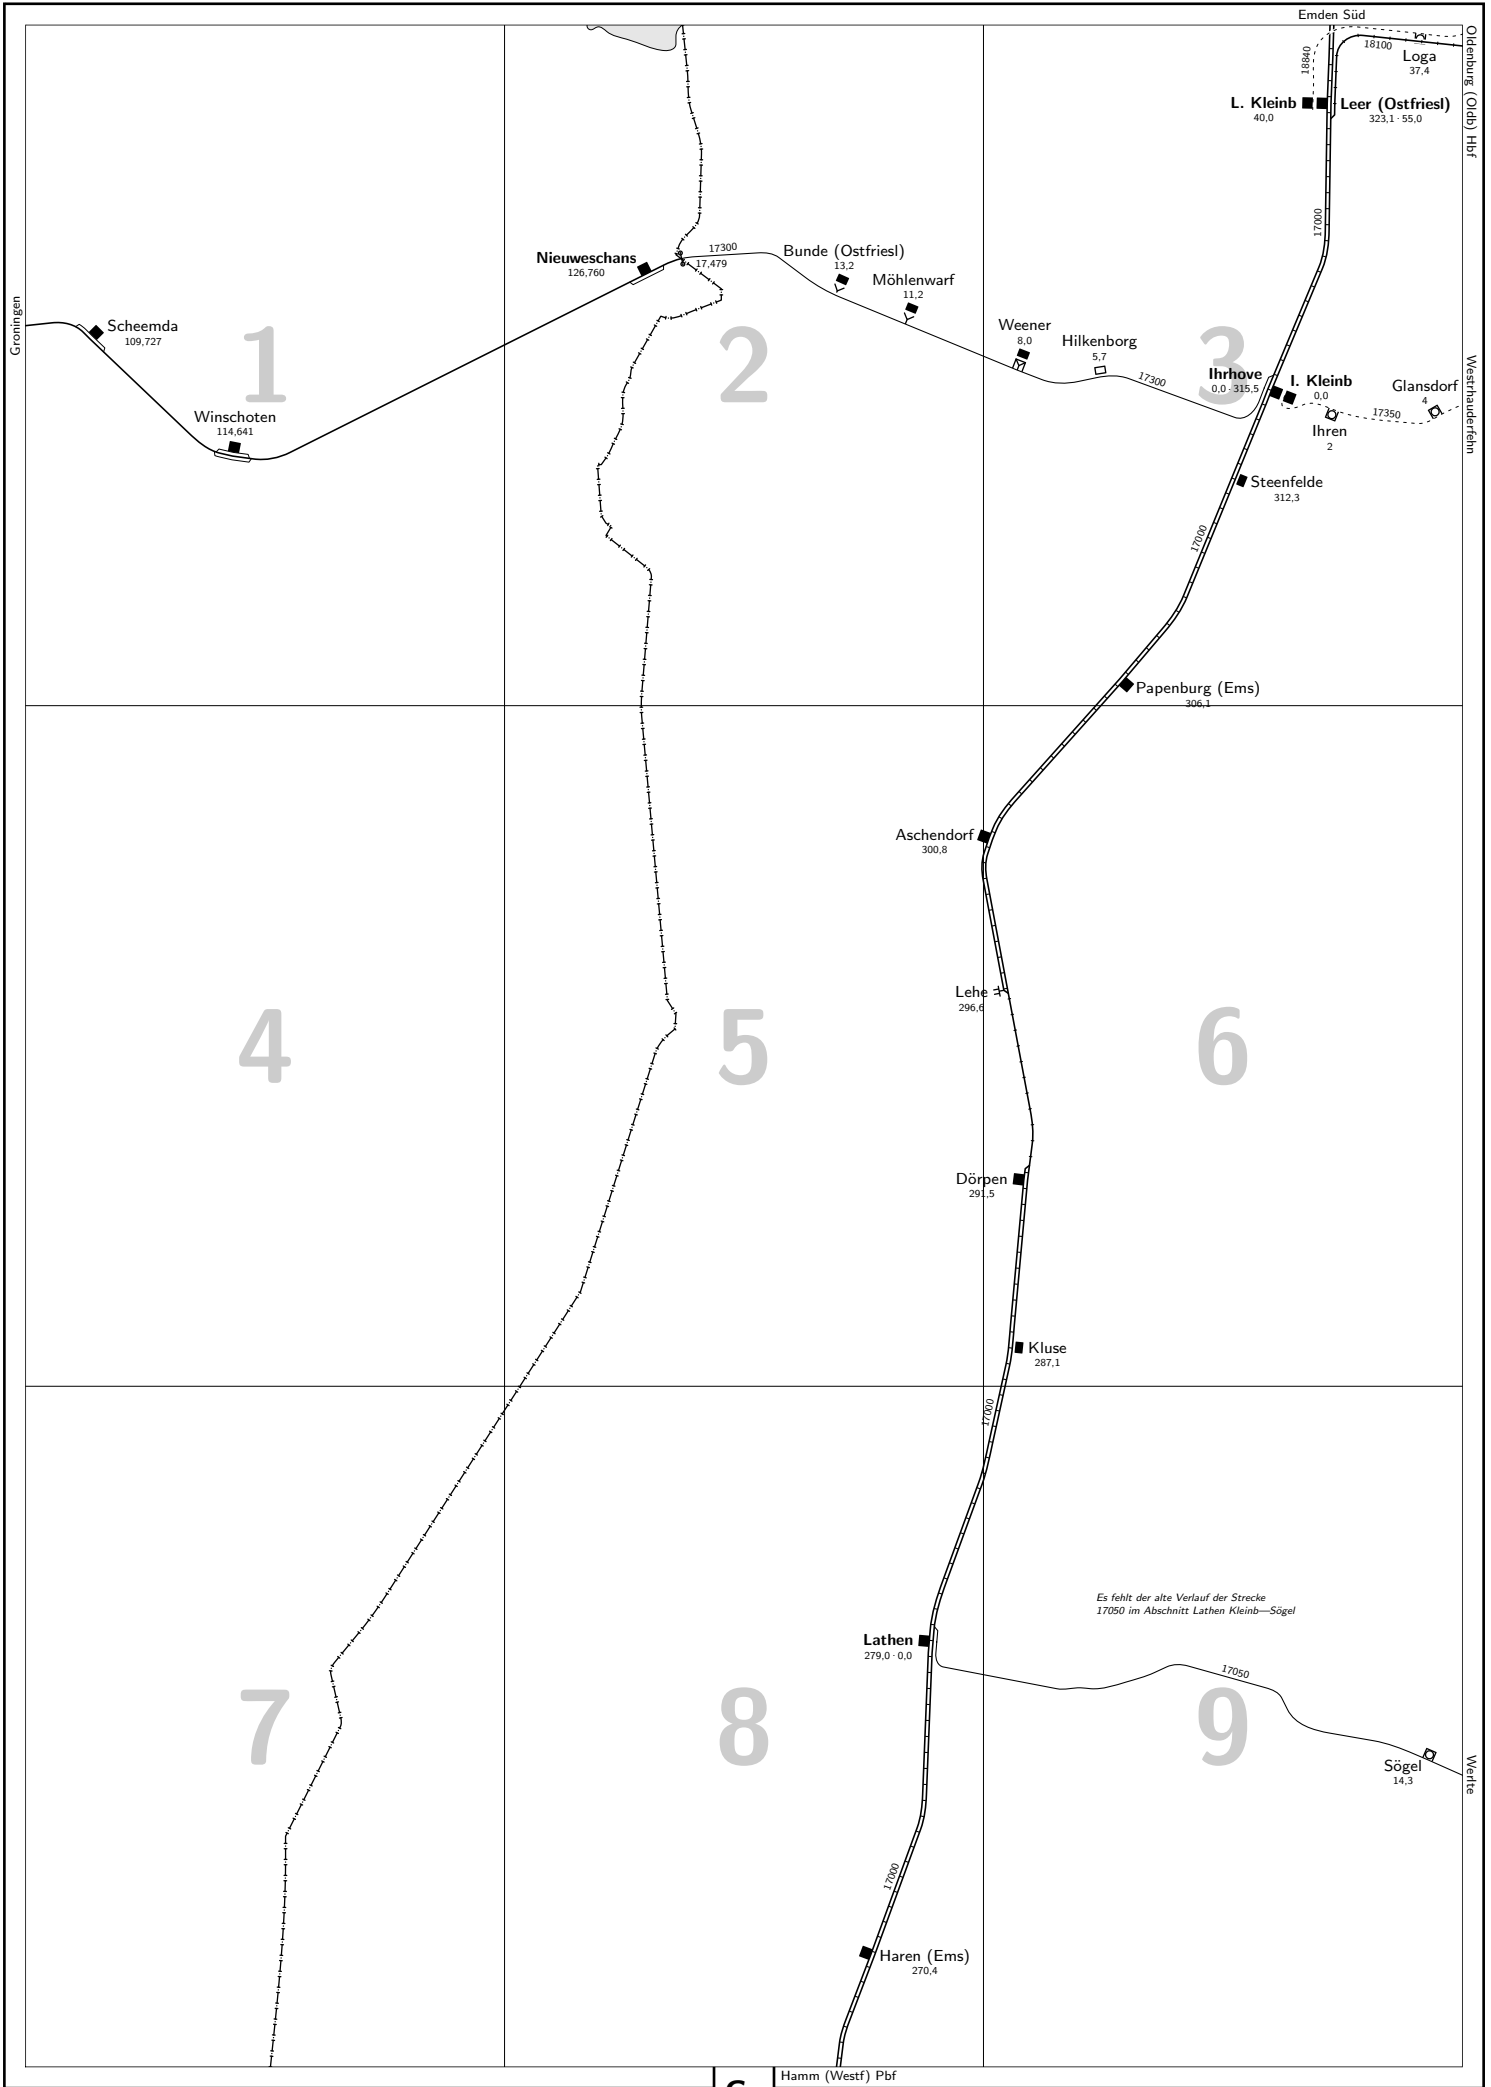 Emden Süd
Oldenburg (Oldb) Hbf
18840
18100
Loga
37,4
L. Kleinb
40,0
Leer (Ostfriesl)
323,1 · 55,0
17000
Nieuweschans
126,760
17300
17,479
Bunde (Ostfriesl)
13,2
Möhlenwarf
11,2
Groningen
Scheemda
109,727
1
2
3
Weener
8,0
Hilkenborg
5,7
17300
Ihrhove
0,0 · 315,5
I. Kleinb
0,0
Glansdorf
4
Westrhauderfehn
17350
Ihren
2
Winschoten
114,641
Steenfelde
312,3
17000
Papenburg (Ems)
306,1
Aschendorf
300,8
Lehe
296,6
4
5
6
Dörpen
291,5
Kluse
287,1
17000
Es fehlt der alte Verlauf der Strecke
17050 im Abschnitt Lathen Kleinb—Sögel
Lathen
279,0 · 0,0
17050
7
8
9
Sögel
14,3
Werlte
17000
Haren (Ems)
270,4
Hamm (Westf) Pbf